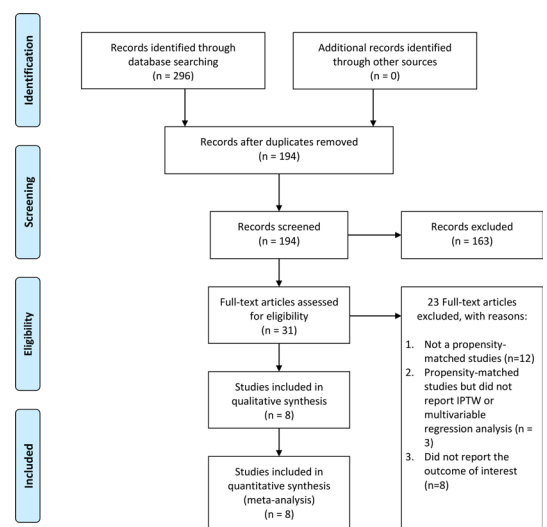 Identification
Records identified through
database searching
(n = 296)
Additional records identified
through other sources
(n = 0)
Records after duplicates removed
(n = 194)
Screening
Records screened
(n = 194)
Records excluded
(n = 163)
Eligibility
Full-text articles assessed
for eligibility
(n = 31)
23 Full-text articles
excluded, with reasons:
1. Not a propensity-
matched studies (n=12)
2. Propensity-matched
studies but did not
report IPTW or
multivariable
regression analysis (n =
3)
3. Did not report the
outcome of interest
(n=8)
Studies included in
qualitative synthesis
(n = 8)
Included
Studies included in
quantitative synthesis
(meta-analysis)
(n = 8)